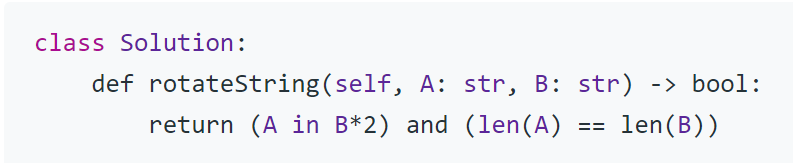 class Solution:
    def rotateString(self, A: str, B: str) -> bool:
        return (A in B*2) and (len(A) == len(B))